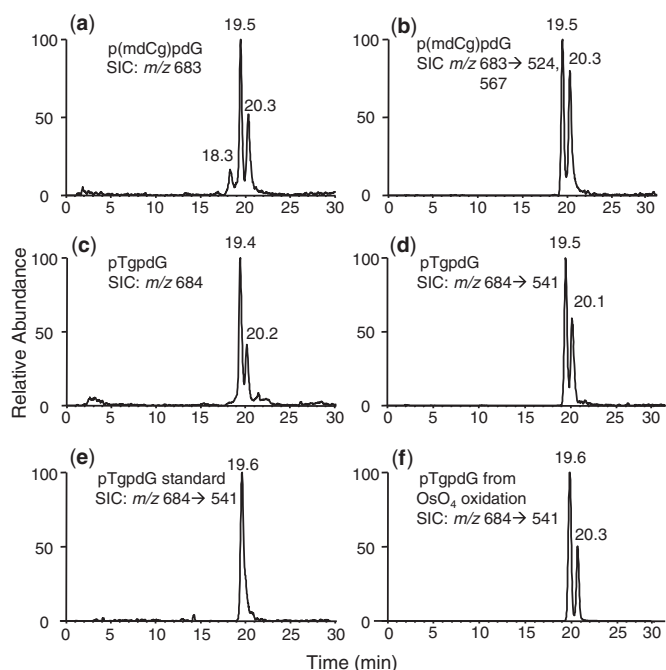 (a)
19.5
p(mdCg)pdG
SIC: m/z 683
20.3
18.3
100
50
0
0 5 10 15 20 25 30
(b)
19.5
p(mdCg)pdG
SIC m/z 683→ 524,
567
20.3
100
50
0
0 5 10 15 20 25 30
(c)
19.4
pTgpdG
SIC: m/z 684
20.2
100
50
0
0 5 10 15 20 25 30
(d)
19.5
pTgpdG
SIC: m/z 684→ 541
20.1
100
50
0
0 5 10 15 20 25 30
Relative Abundance
(e)
19.6
pTgpdG standard
SIC: m/z 684→ 541
100
50
0
0 5 10 15 20 25 30
(f)
19.6
pTgpdG from
OsO4 oxidation
SIC: m/z 684→ 541
20.3
100
50
0
0 5 10 15 20 25 30
Time (min)